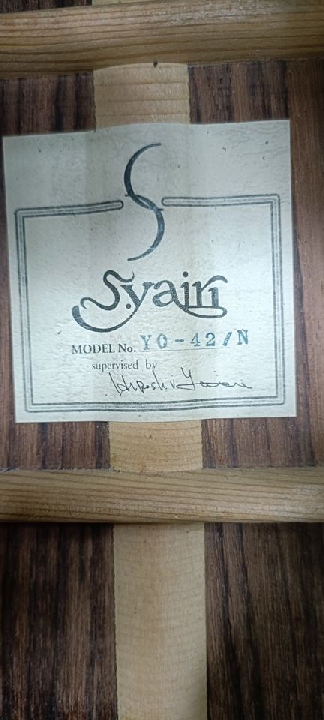 S.yairi
MODEL No. YO-42/N
supervised by